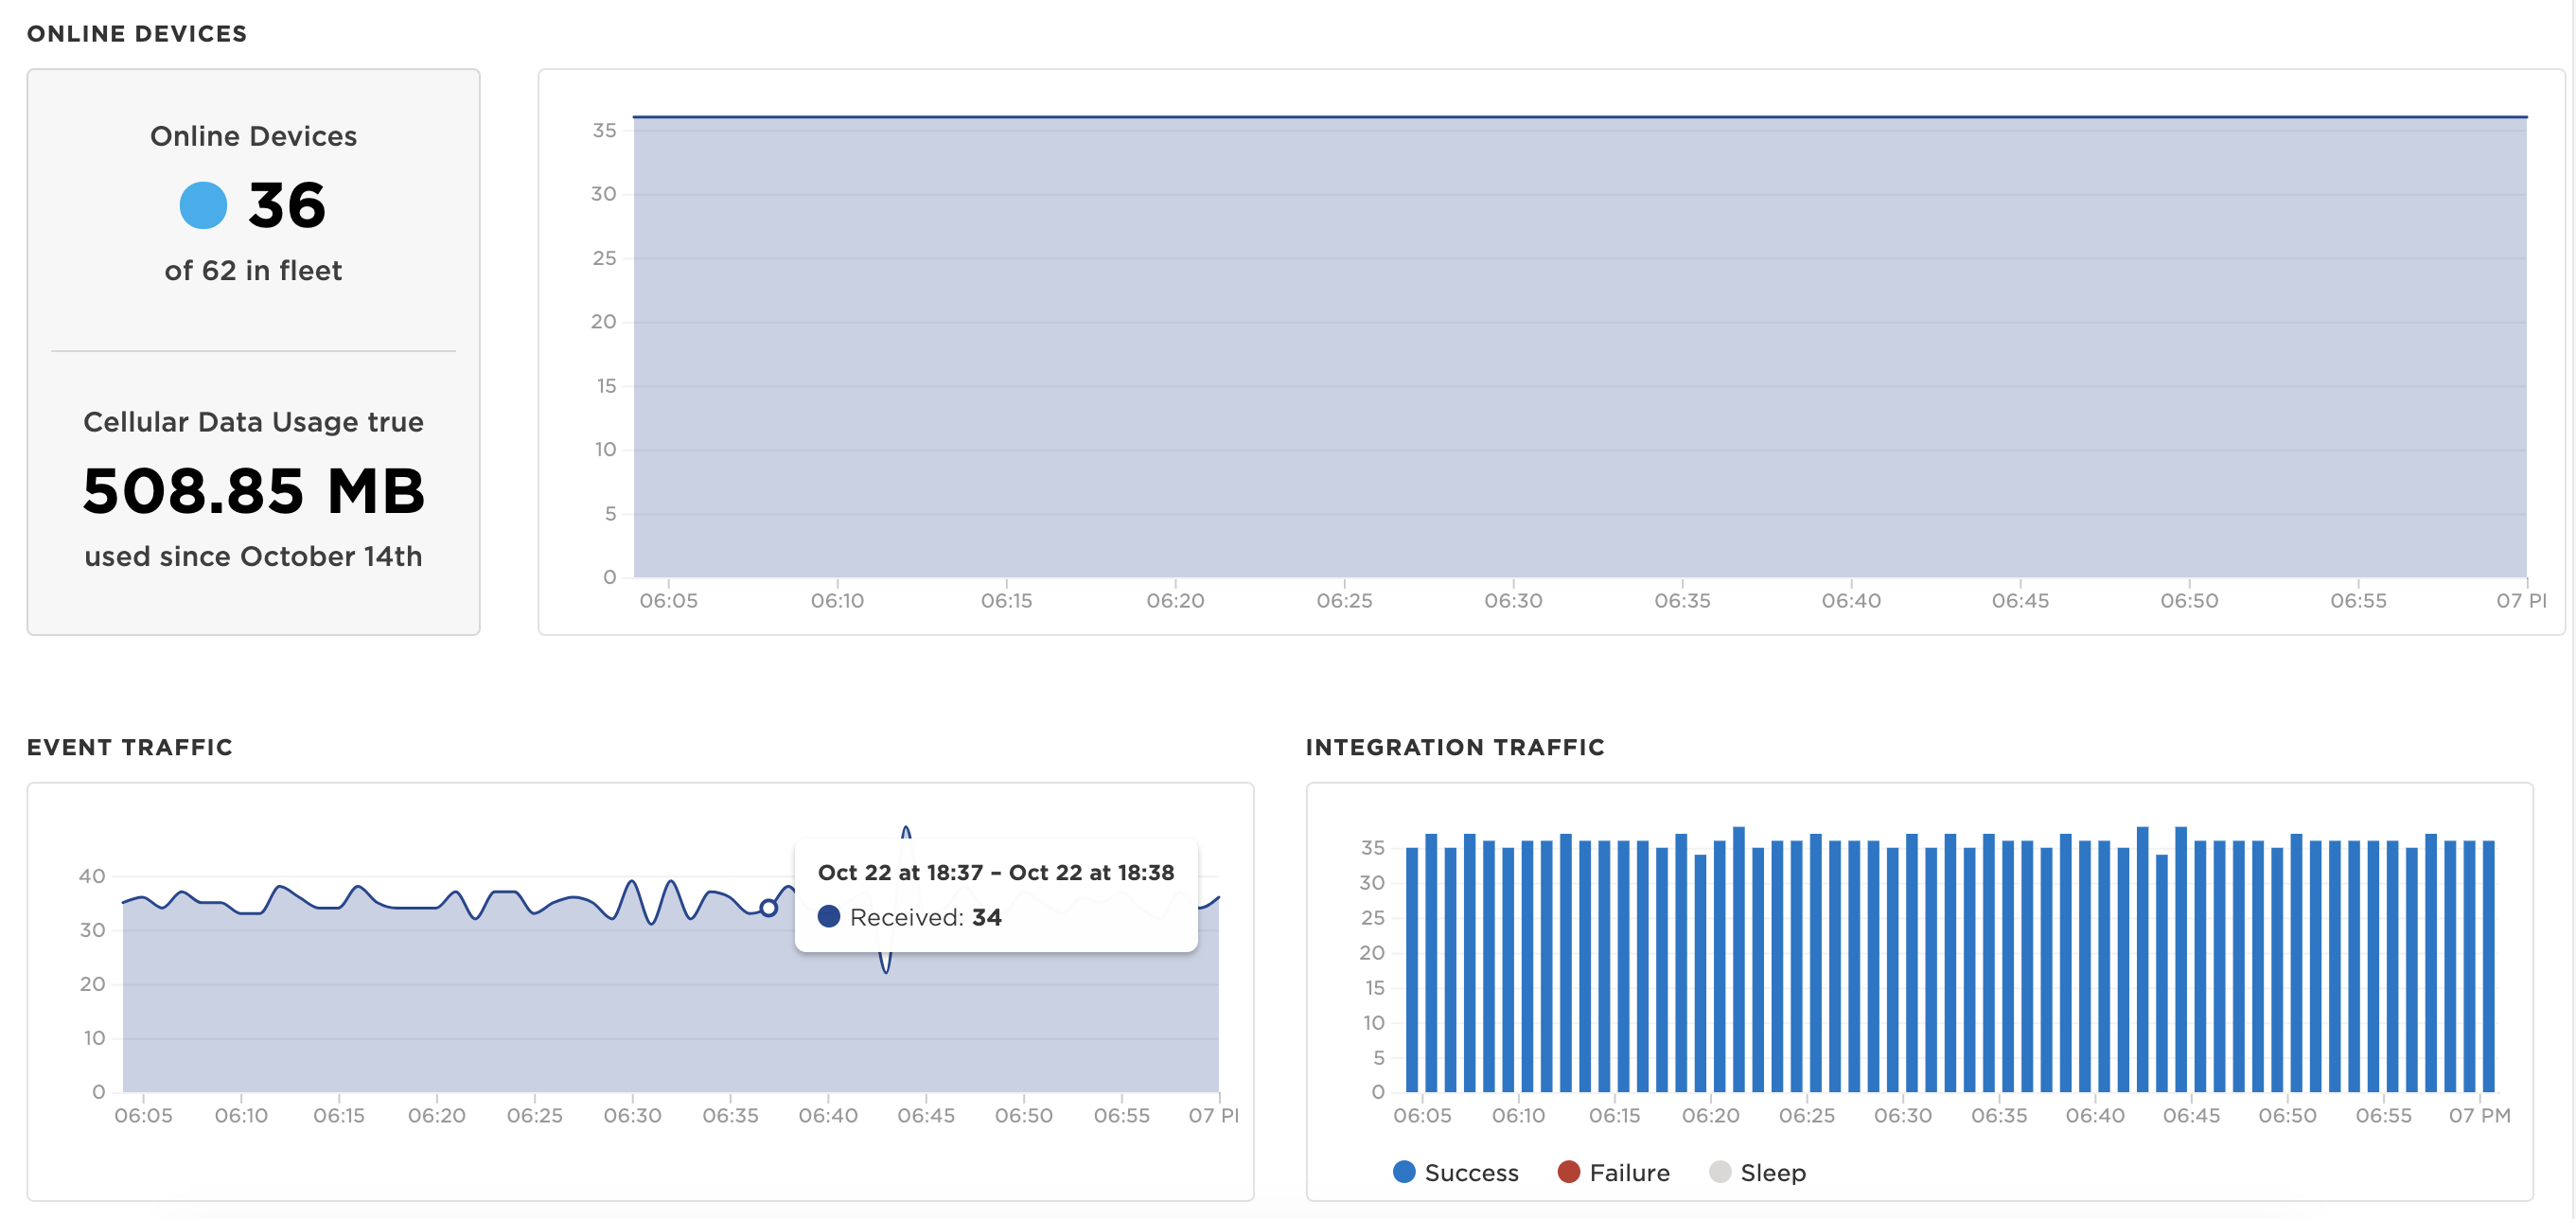 ONLINE DEVICES
Online Devices
36
of 62 in fleet
Cellular Data Usage true
508.85 MB
used since October 14th
35
30
25
20
15
10
5
0
06:05 06:10 06:15 06:20 06:25 06:30 06:35 06:40 06:45 06:50 06:55 07 PI
EVENT TRAFFIC
40
30
20
10
0
06:05 06:10 06:15 06:20 06:25 06:30 06:35 06:40 06:45 06:50 06:55 07 PI
Oct 22 at 18:37 – Oct 22 at 18:38
Received: 34
INTEGRATION TRAFFIC
35
30
25
20
15
10
5
0
06:05 06:10 06:15 06:20 06:25 06:30 06:35 06:40 06:45 06:50 06:55 07 PM
Success Failure Sleep